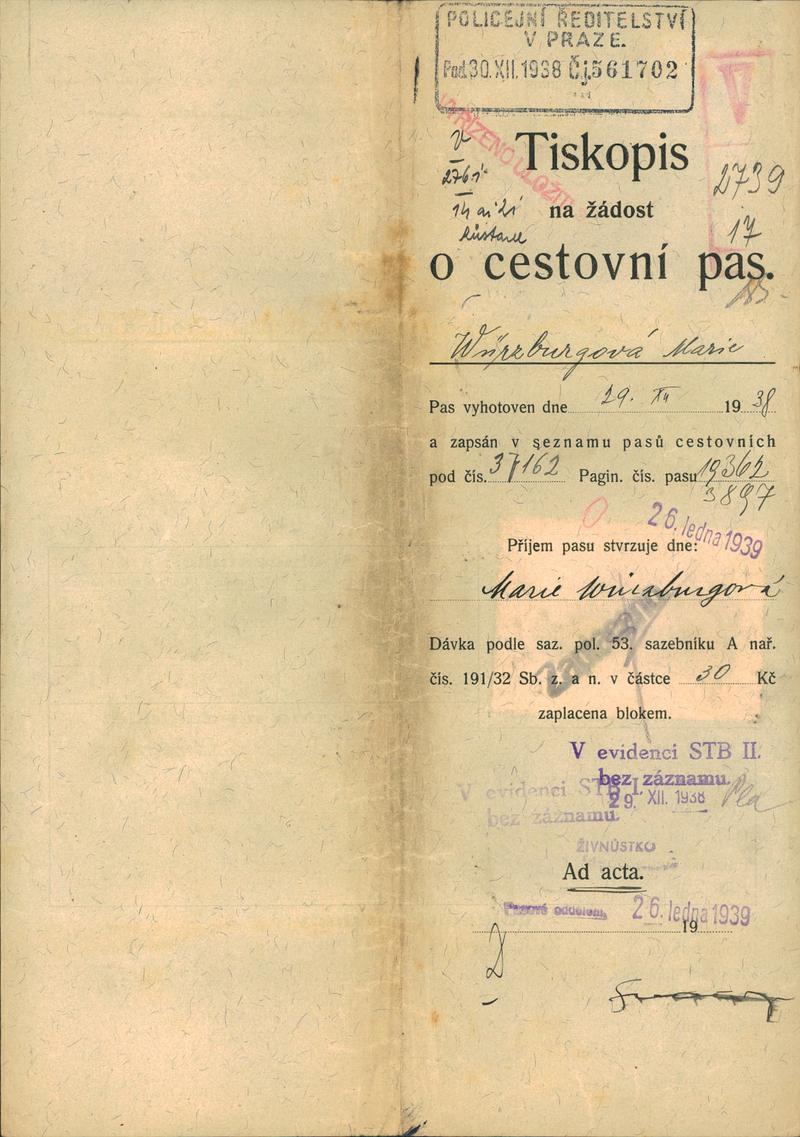 POLICEJNÍ ŘEDITELSTVÍ
V PRAZE.
Pod. 30.XII.1938 Čj. 561702
V
2739
17
Tiskopis
na žádost
o cestovní pas.
Würzburgová Marie
Pas vyhotoven dne 29. XII 1938
a zapsán v seznamu pasů cestovních
pod čís. 37162 Pagin. čís. pasu 19362
3897
26. ledna 1939
Příjem pasu stvrzuje dne:
Marie Würzburgová
Dávka podle saz. pol. 53. sazebníku A nař.
čís. 191/32 Sb. z. a n. v částce 30 Kč
zaplacena blokem.
V evidenci STB II.
bez záznamu.
29. XII. 1938
V evidenci STB I.
bez záznamu.
ŽIVNŮSTKO
Ad acta.
Pasové oddělení, 26. ledna 1939
19